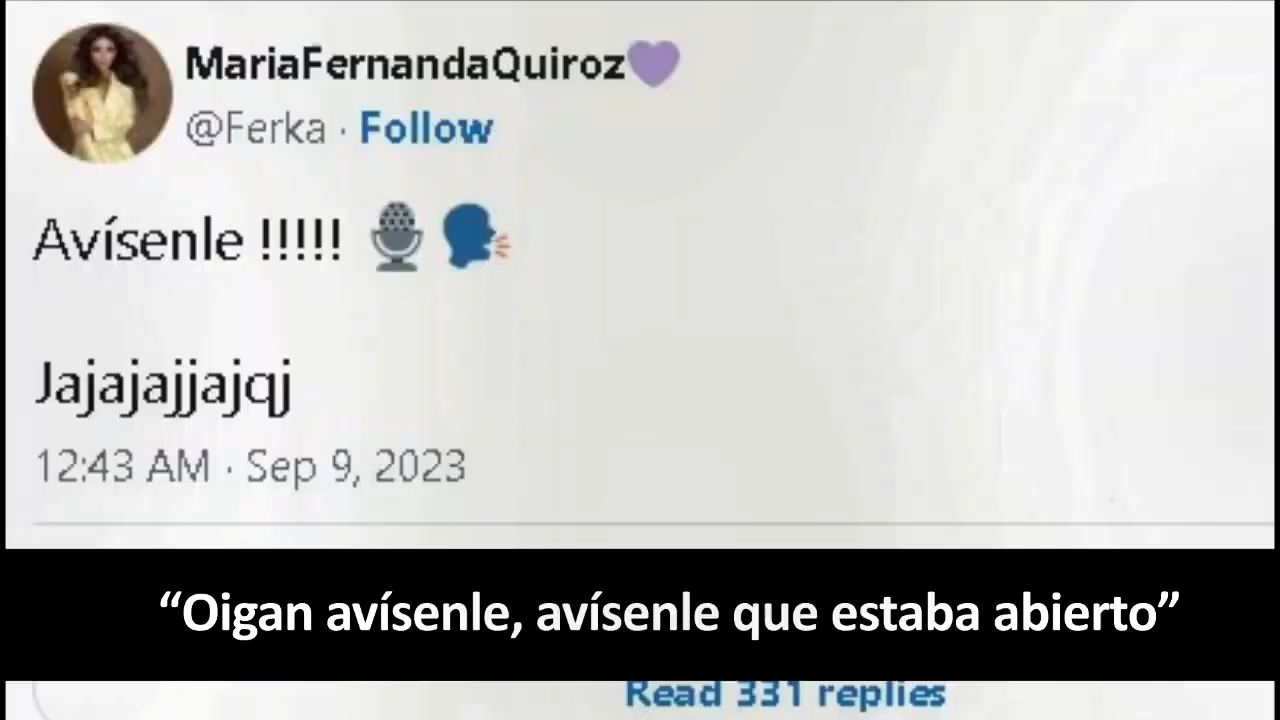 MariaFernandaQuiroz💜
@Ferka · Follow
Avísenle !!!!! 🎙️ 🗣️
Jajajajjajqj
12:43 AM · Sep 9, 2023
“Oigan avísenle, avísenle que estaba abierto”
Read 331 replies